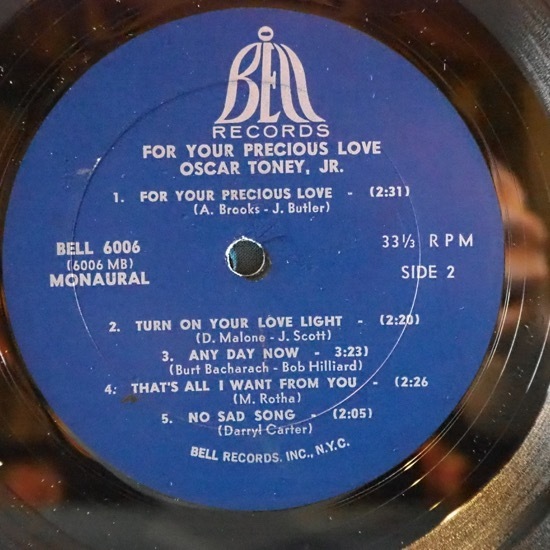 BELL
RECORDS
FOR YOUR PRECIOUS LOVE
OSCAR TONEY, JR.
1. FOR YOUR PRECIOUS LOVE - (2:31)
(A. Brooks - J. Butler)
BELL 6006
(6006 MB)
MONAURAL
33⅓ RPM
SIDE 2
2. TURN ON YOUR LOVE LIGHT - (2:20)
(D. Malone - J. Scott)
3. ANY DAY NOW - 3:23)
(Burt Bacharach - Bob Hilliard)
4. THAT'S ALL I WANT FROM YOU - (2:26
(M. Rotha)
5. NO SAD SONG - (2:05)
(Darryl Carter)
BELL RECORDS, INC., N.Y.C.